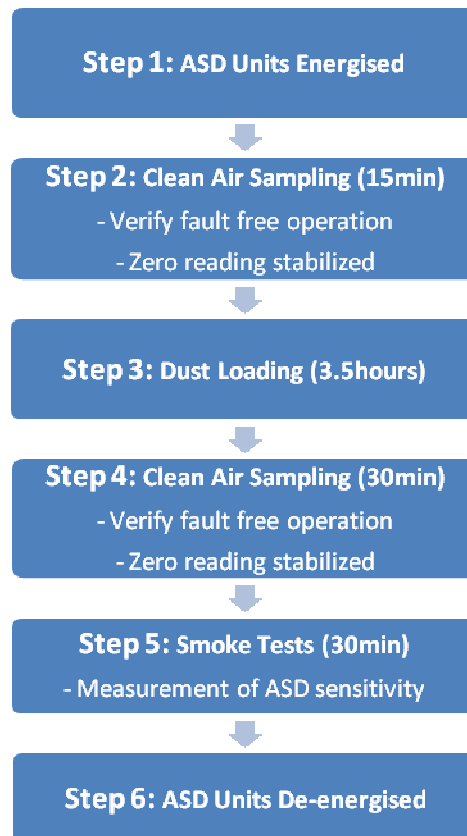 Step 1: ASD Units Energised
Step 2: Clean Air Sampling (15min)
- Verify fault free operation
- Zero reading stabilized
Step 3: Dust Loading (3.5hours)
Step 4: Clean Air Sampling (30min)
- Verify fault free operation
- Zero reading stabilized
Step 5: Smoke Tests (30min)
- Measurement of ASD sensitivity
Step 6: ASD Units De-energised